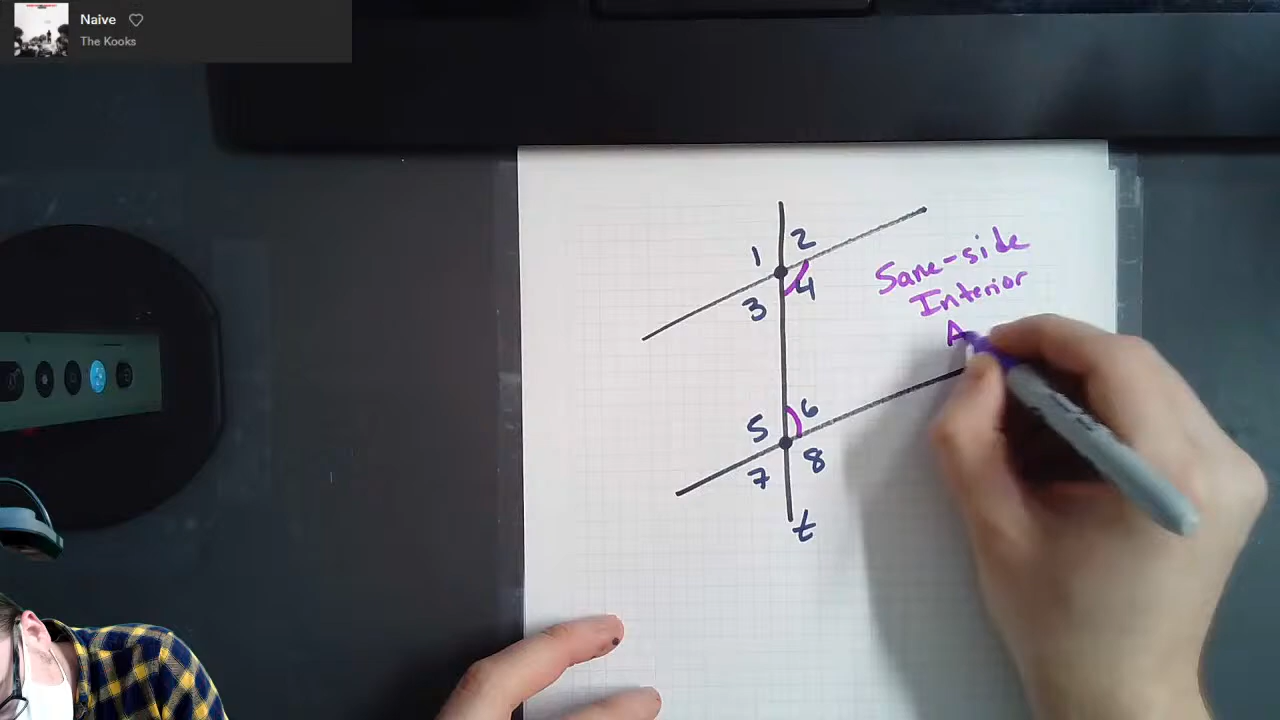 Naive
The Kooks
1 2
3 4
Same-side
Interior
A
5 6
7 8
t